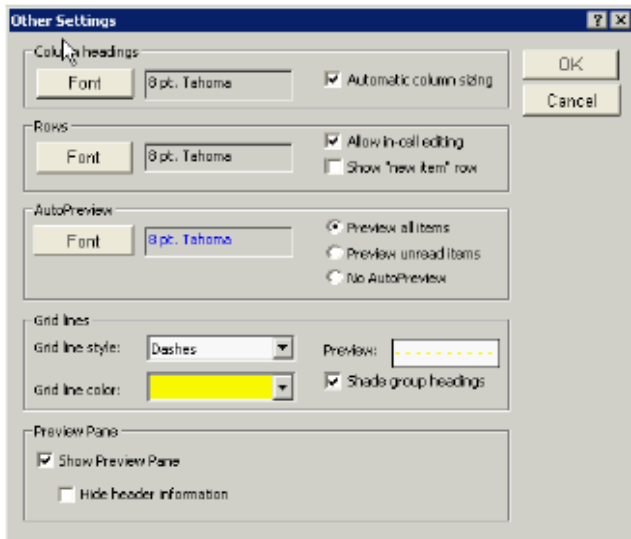 Other Settings
Column headings
Font
8 pt. Tahoma
Automatic column sizing
OK
Cancel
Rows
Font
8 pt. Tahoma
Allow in-cell editing
Show "new item" row
AutoPreview
Font
8 pt. Tahoma
Preview all items
Preview unread items
No AutoPreview
Grid lines
Grid line style:
Dashes
Preview:
Grid line color:
Shade group headings
Preview Pane
Show Preview Pane
Hide header information